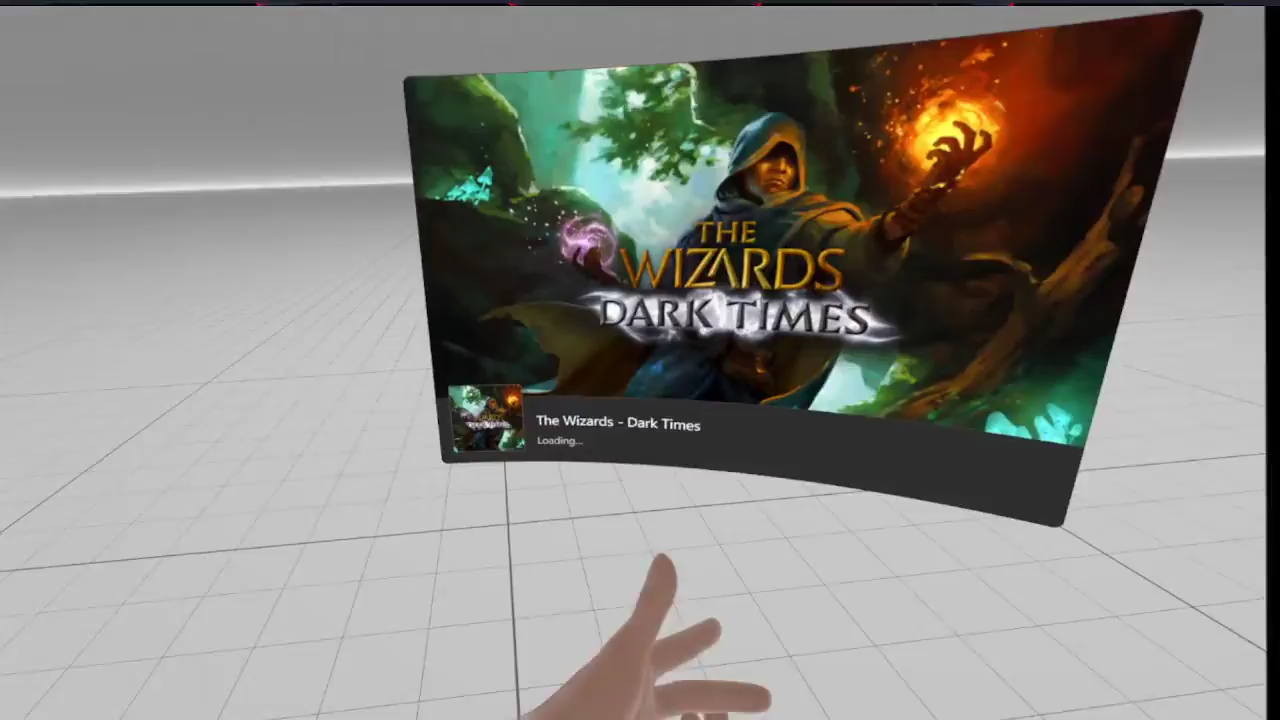 THE
WIZARDS
DARK TIMES
The Wizards - Dark Times
Loading...